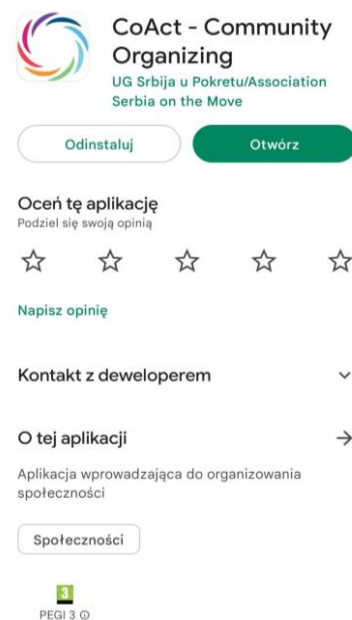 CoAct - Community
Organizing
UG Srbija u Pokretu/Association
Serbia on the Move
Odinstaluj
Otwórz
Oceń tę aplikację
Podziel się swoją opinią
Napisz opinię
Kontakt z deweloperem
O tej aplikacji
Aplikacja wprowadzająca do organizowania
społeczności
Społeczności
3
PEGI 3